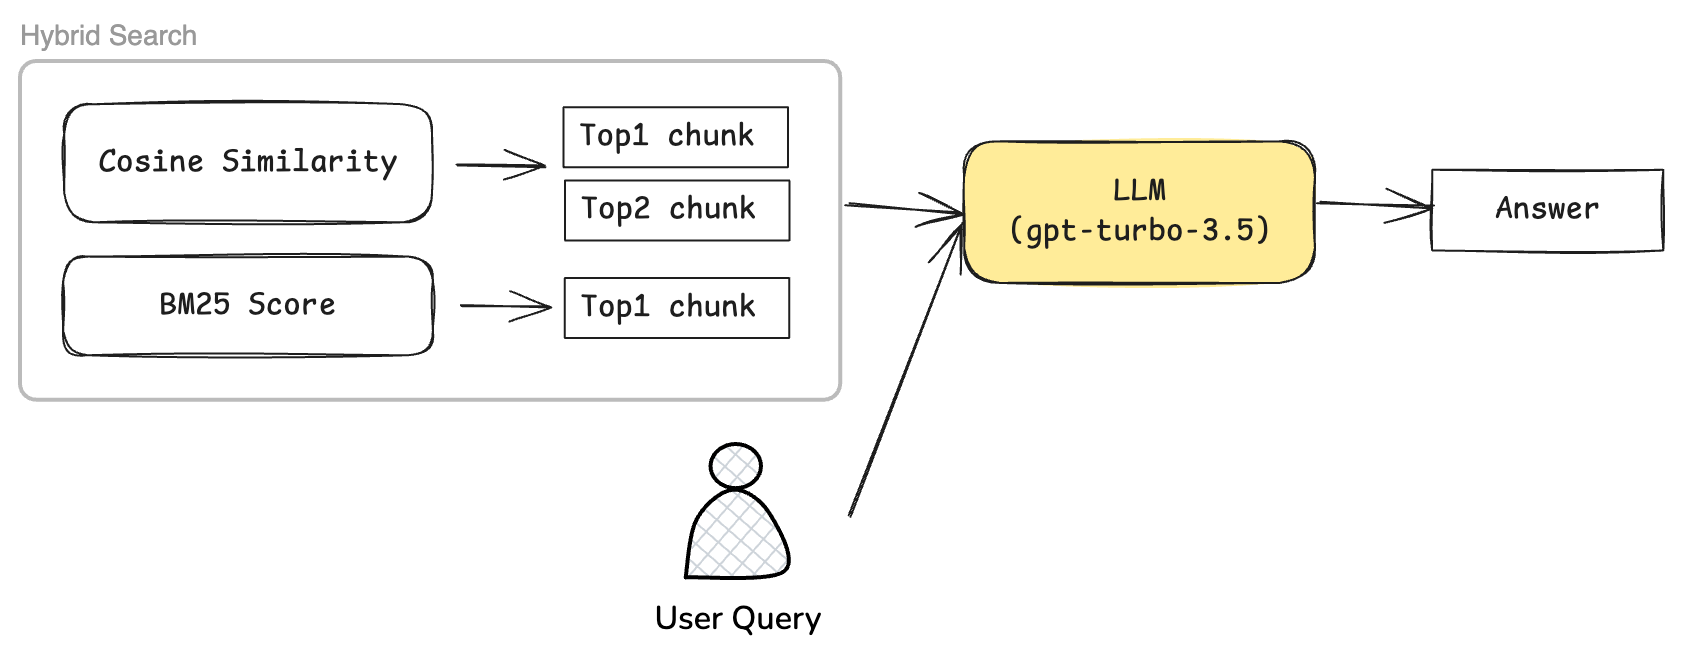 Hybrid Search
Cosine Similarity
Top1 chunk
Top2 chunk
BM25 Score
Top1 chunk
LLM
(gpt-turbo-3.5)
Answer
User Query